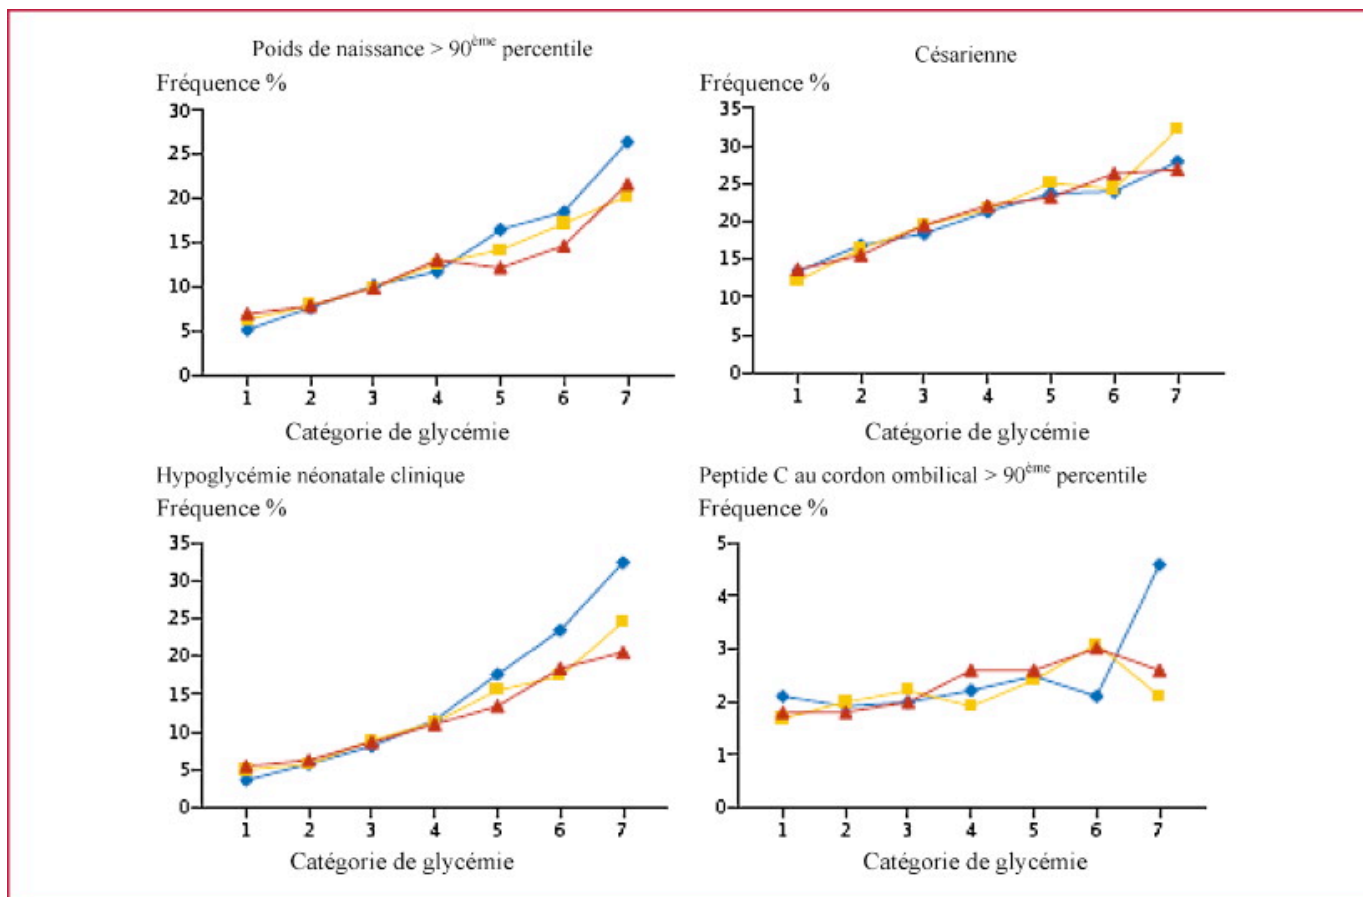 Poids de naissance > 90ème percentile
Fréquence %
30
25
20
15
10
5
0
1 2 3 4 5 6 7
Catégorie de glycémie
Césarienne
Fréquence %
35
30
25
20
15
10
5
0
1 2 3 4 5 6 7
Catégorie de glycémie
Hypoglycémie néonatale clinique
Fréquence %
35
30
25
20
15
10
5
0
1 2 3 4 5 6 7
Catégorie de glycémie
Peptide C au cordon ombilical > 90ème percentile
Fréquence %
5
4
3
2
1
0
1 2 3 4 5 6 7
Catégorie de glycémie